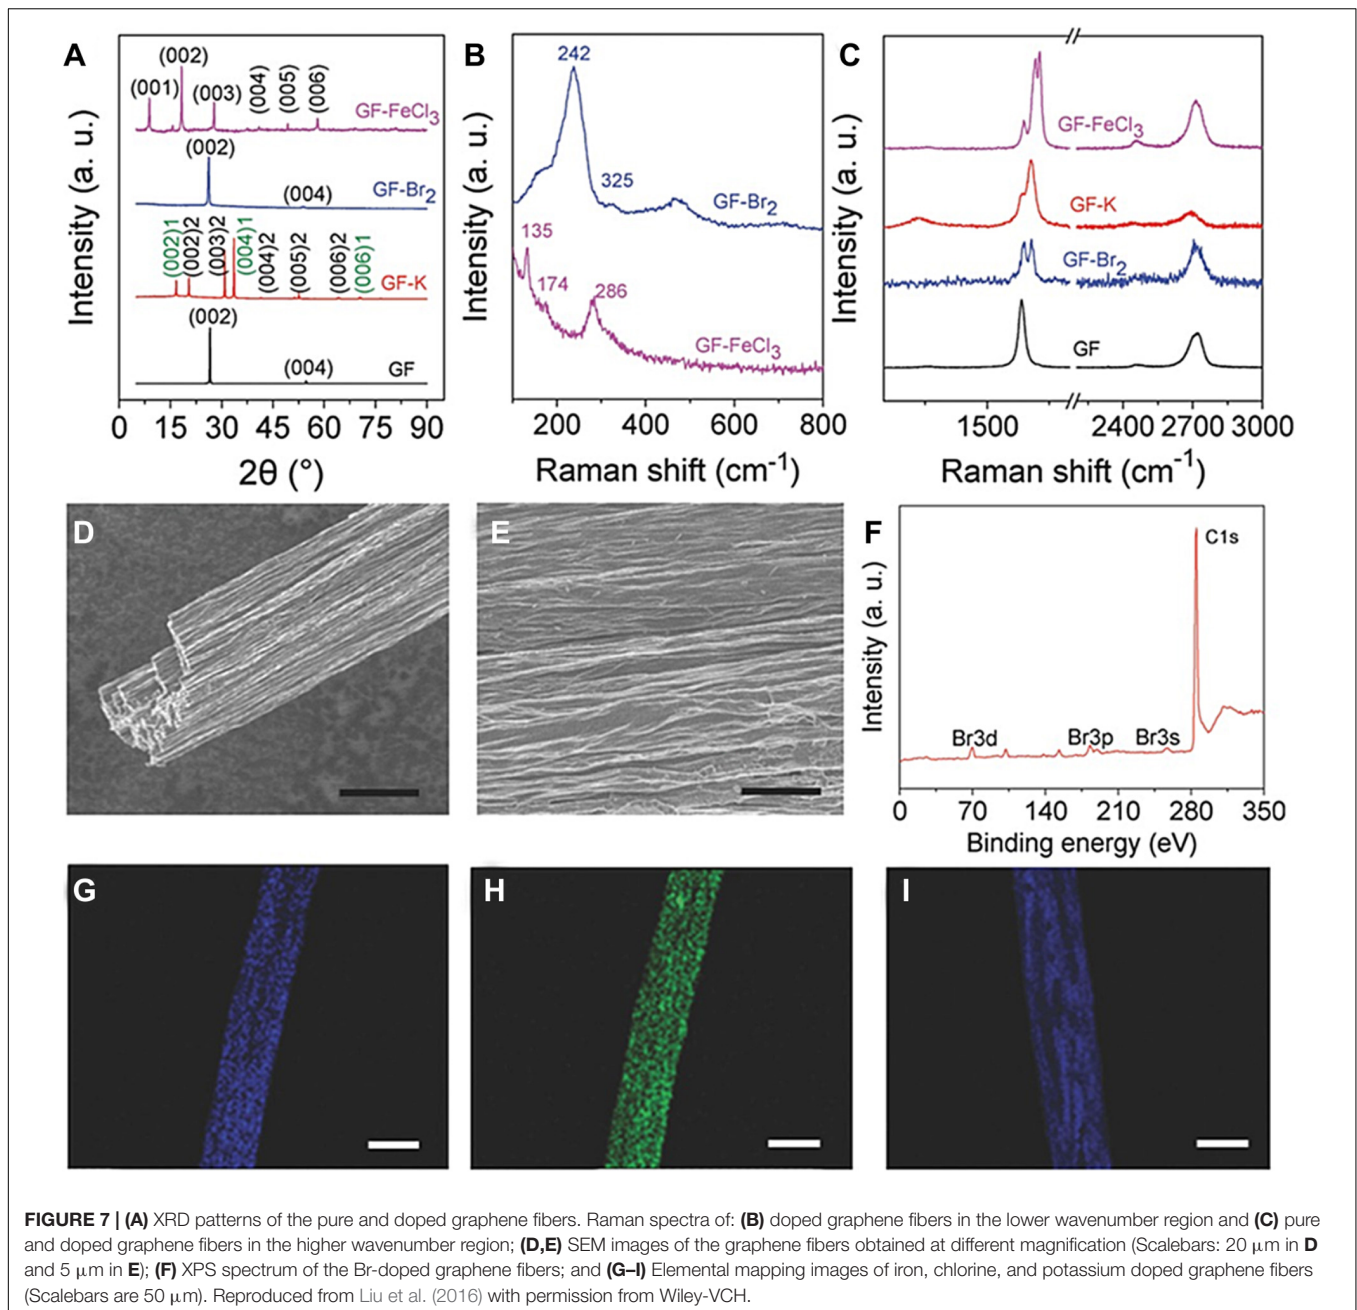 A
Intensity (a. u.)
(001)
(002)
(003)
(004)
(005)
(006)
GF-FeCl3
(002)
(004)
GF-Br2
(002)1
(002)2
(003)2
(004)1
(004)2
(005)2
(006)2
(006)1
GF-K
(002)
(004)
GF
0 15 30 45 60 75 90
2θ (°)
B
Intensity (a. u.)
242
325
GF-Br2
135
174
286
GF-FeCl3
200 400 600 800
Raman shift (cm-1)
C
Intensity (a. u.)
GF-FeCl3
GF-K
GF-Br2
GF
1500 2400 2700 3000
Raman shift (cm-1)
D
E
F
Intensity (a. u.)
C1s
Br3d
Br3p
Br3s
0 70 140 210 280 350
Binding energy (eV)
G
H
I
FIGURE 7 | (A) XRD patterns of the pure and doped graphene fibers. Raman spectra of: (B) doped graphene fibers in the lower wavenumber region and (C) pure
and doped graphene fibers in the higher wavenumber region; (D,E) SEM images of the graphene fibers obtained at different magnification (Scalebars: 20 μm in D
and 5 μm in E); (F) XPS spectrum of the Br-doped graphene fibers; and (G–I) Elemental mapping images of iron, chlorine, and potassium doped graphene fibers
(Scalebars are 50 μm). Reproduced from Liu et al. (2016) with permission from Wiley-VCH.